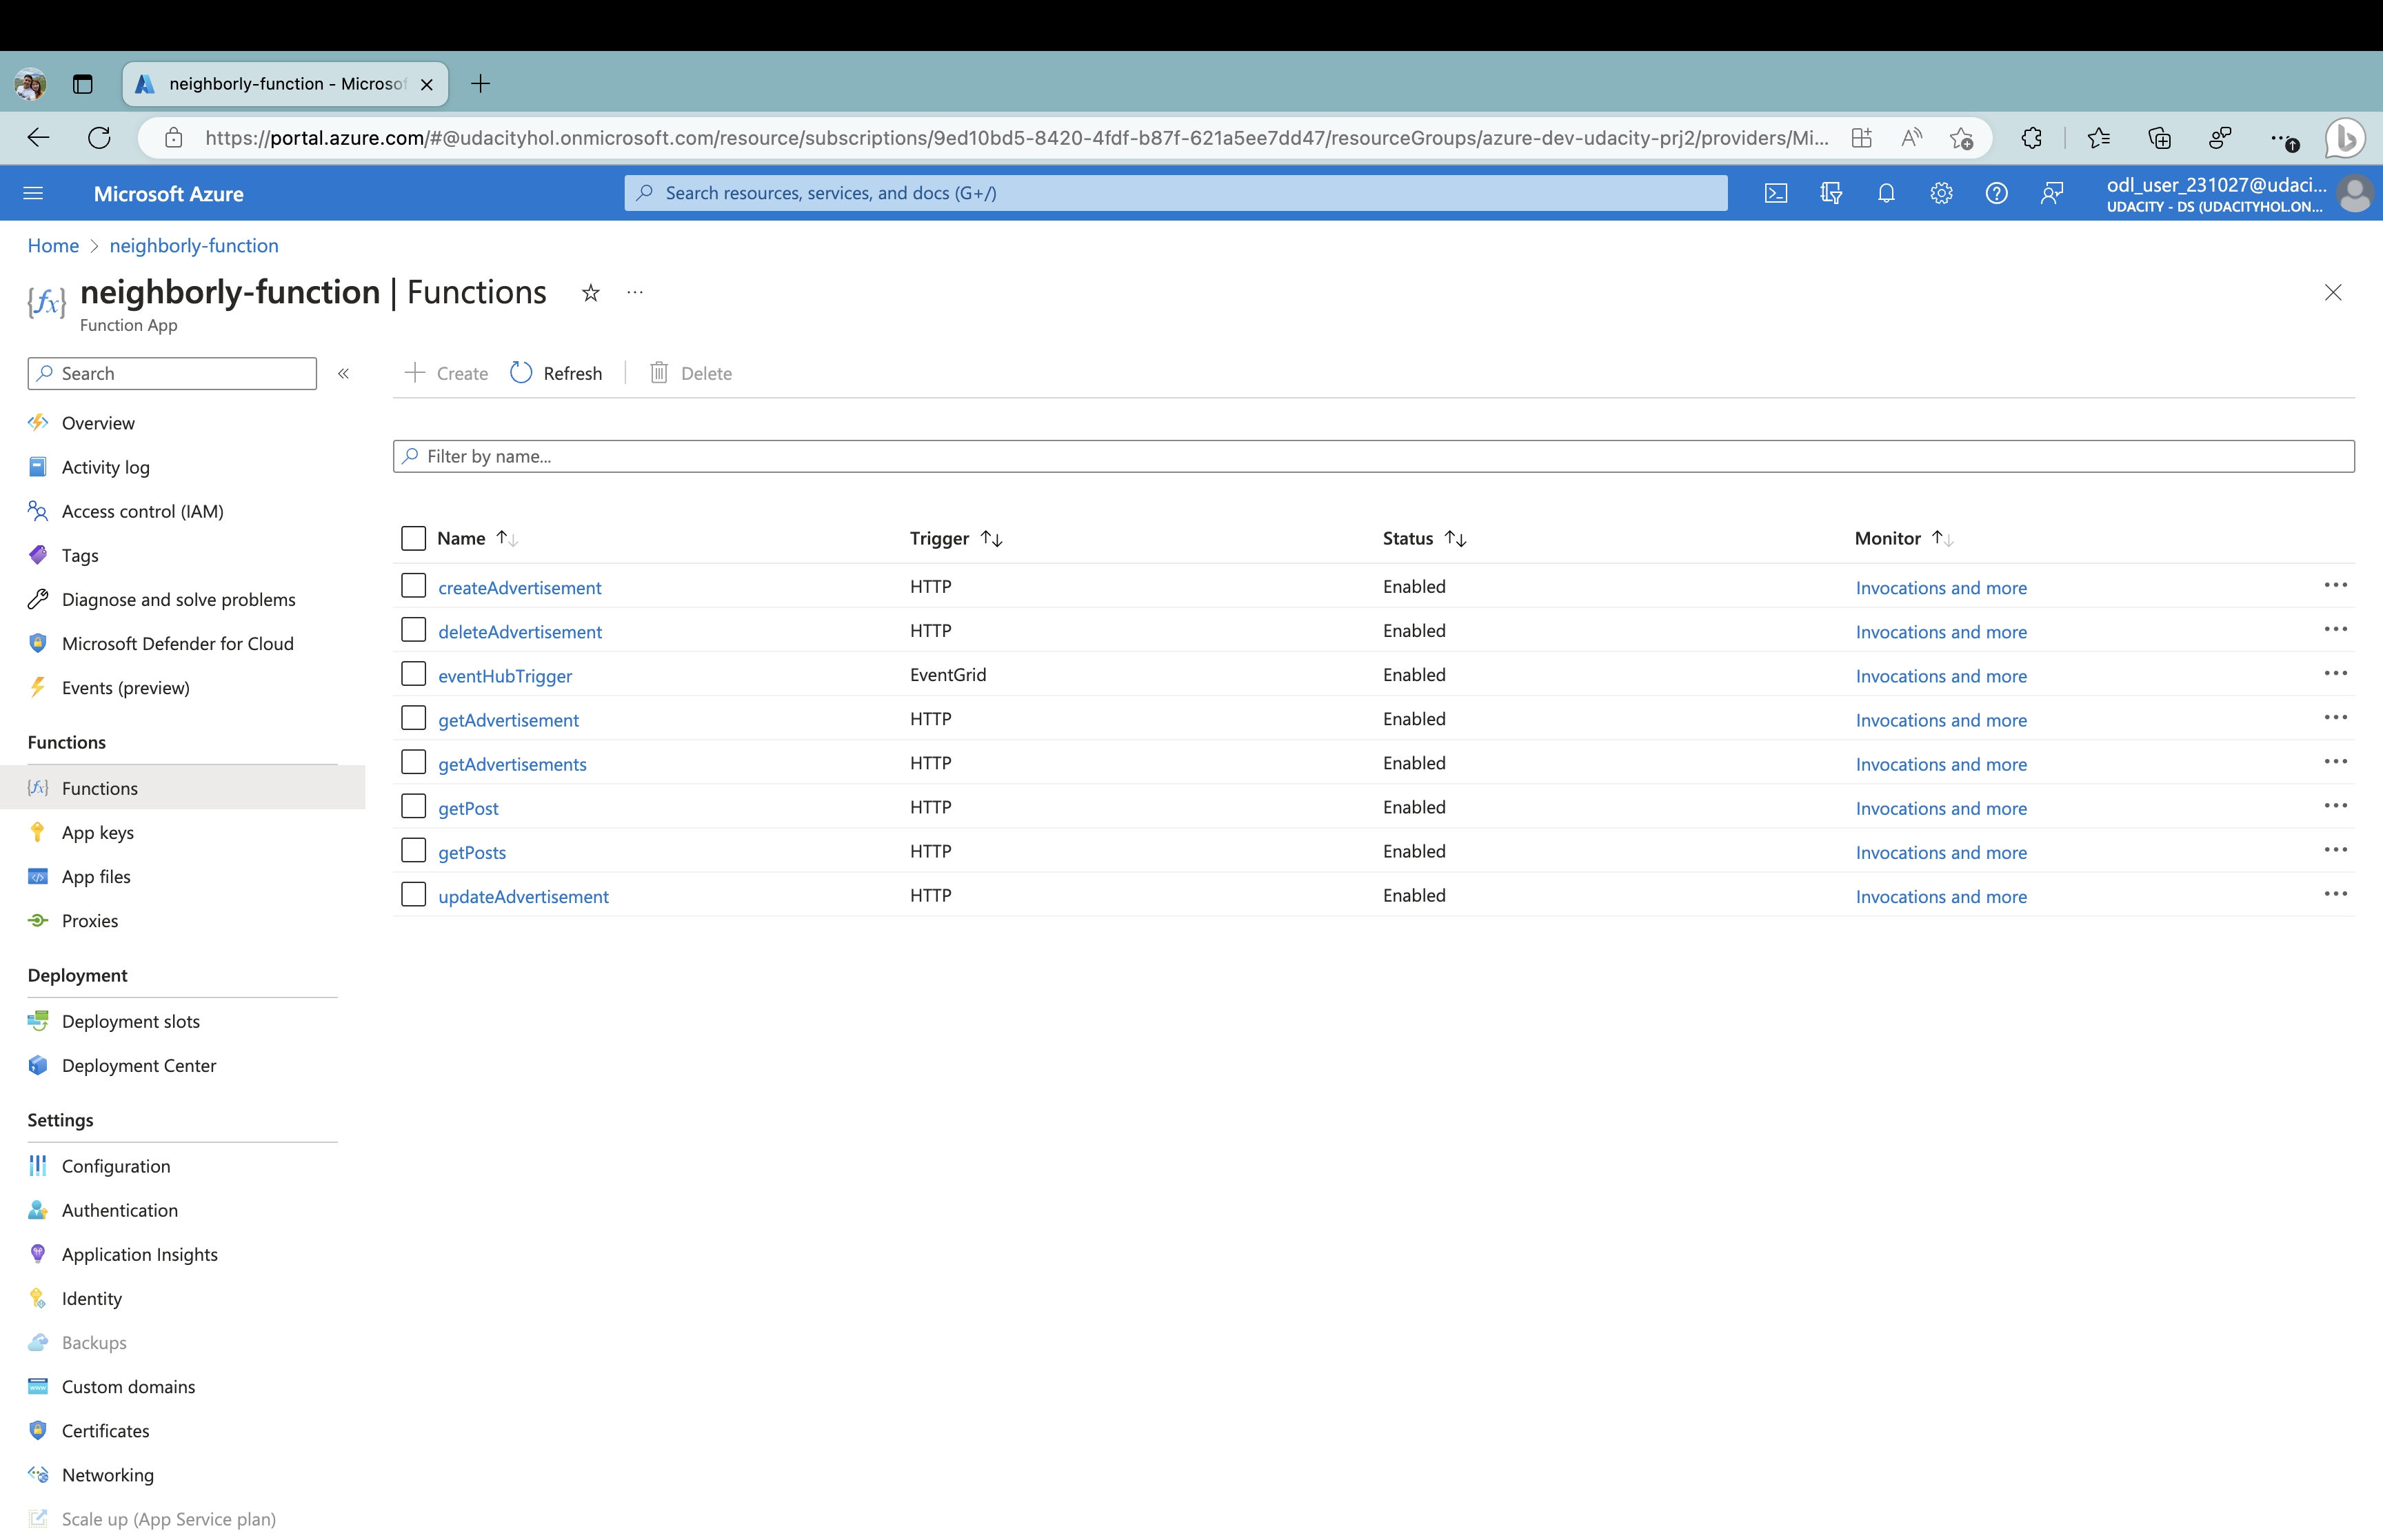 neighborly-function - Microsof
https://portal.azure.com/#@udacityhol.onmicrosoft.com/resource/subscriptions/9ed10bd5-8420-4fdf-b87f-621a5ee7dd47/resourceGroups/azure-dev-udacity-prj2/providers/Mi...
Microsoft Azure
Search resources, services, and docs (G+/)
odl_user_231027@udaci...
UDACITY - DS (UDACITYHOL.ON...
Home > neighborly-function
neighborly-function | Functions
Function App
Search
Create Refresh Delete
Filter by name...
Overview
Activity log
Access control (IAM)
Tags
Diagnose and solve problems
Microsoft Defender for Cloud
Events (preview)
Functions
Functions
App keys
App files
Proxies
Deployment
Deployment slots
Deployment Center
Settings
Configuration
Authentication
Application Insights
Identity
Backups
Custom domains
Certificates
Networking
Scale up (App Service plan)
Name Trigger Status Monitor
createAdvertisement HTTP Enabled Invocations and more
deleteAdvertisement HTTP Enabled Invocations and more
eventHubTrigger EventGrid Enabled Invocations and more
getAdvertisement HTTP Enabled Invocations and more
getAdvertisements HTTP Enabled Invocations and more
getPost HTTP Enabled Invocations and more
getPosts HTTP Enabled Invocations and more
updateAdvertisement HTTP Enabled Invocations and more